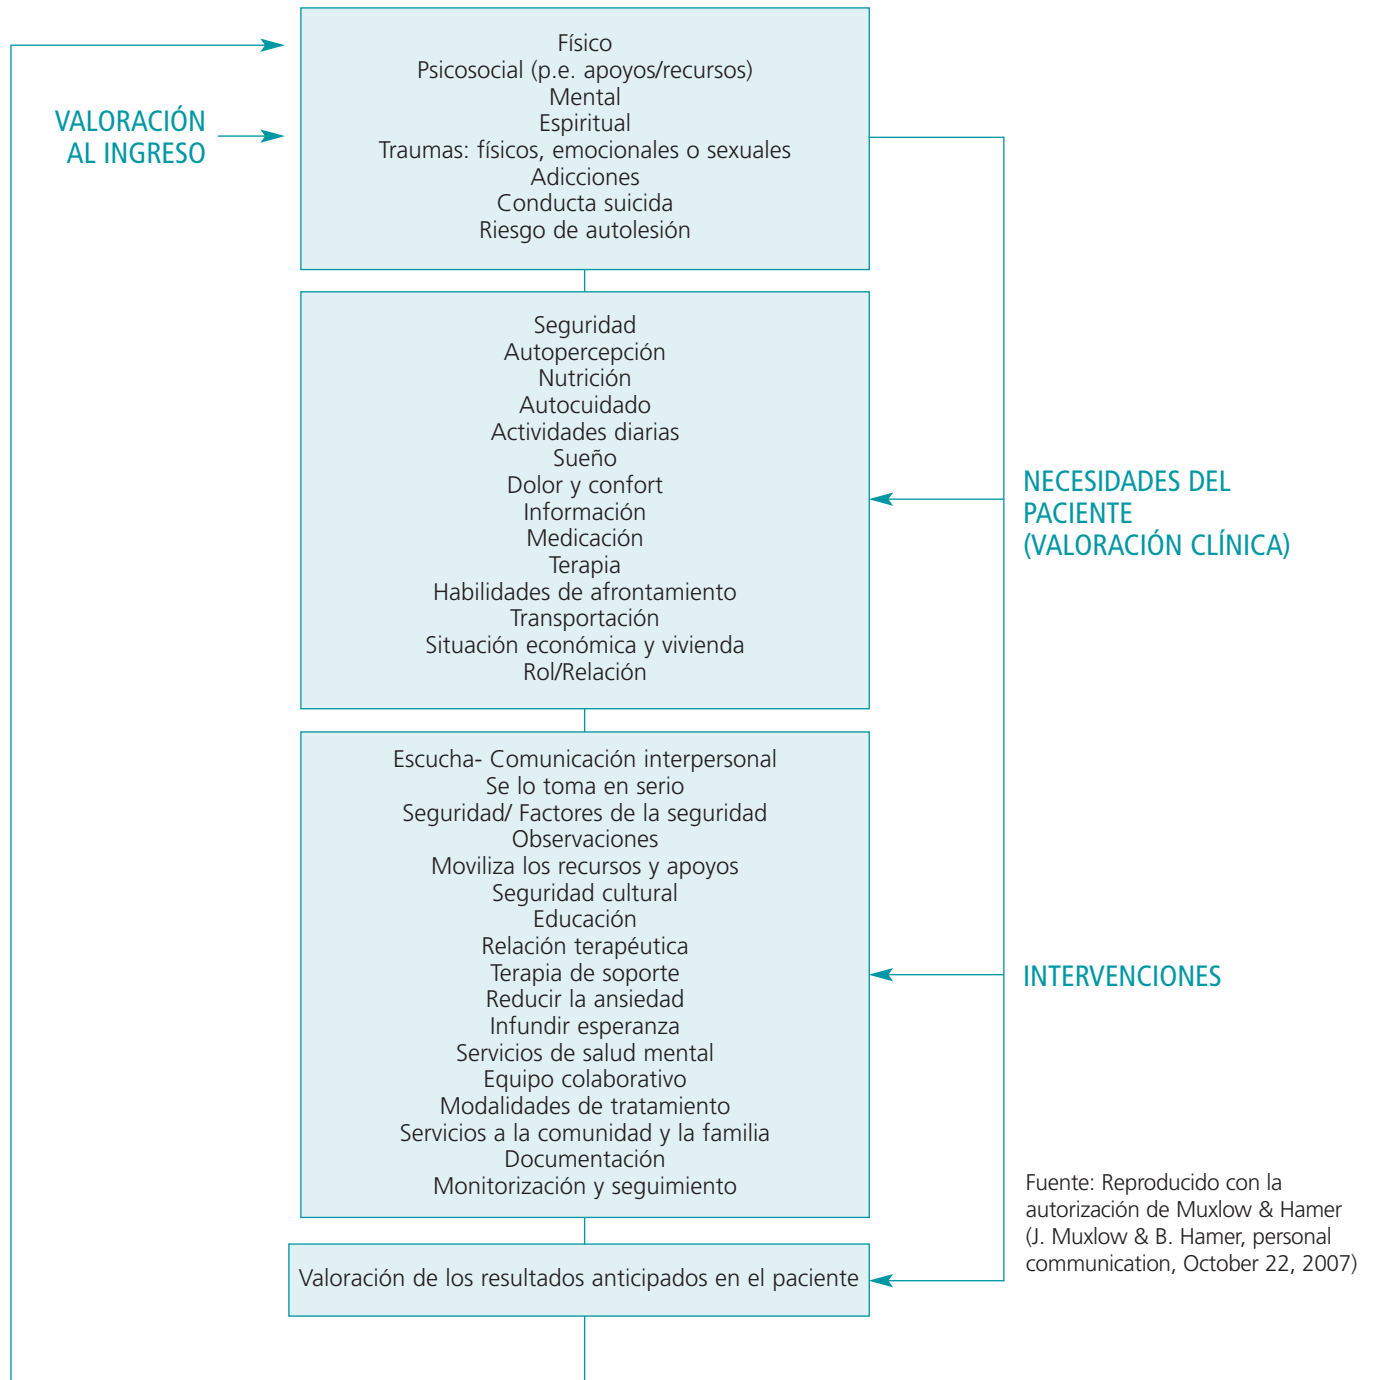 VALORACIÓN
AL INGRESO
Físico
Psicosocial (p.e. apoyos/recursos)
Mental
Espiritual
Traumas: físicos, emocionales o sexuales
Adicciones
Conducta suicida
Riesgo de autolesión
Seguridad
Autopercepción
Nutrición
Autocuidado
Actividades diarias
Sueño
Dolor y confort
Información
Medicación
Terapia
Habilidades de afrontamiento
Transportación
Situación económica y vivienda
Rol/Relación
NECESIDADES DEL
PACIENTE
(VALORACIÓN CLÍNICA)
Escucha- Comunicación interpersonal
Se lo toma en serio
Seguridad/ Factores de la seguridad
Observaciones
Moviliza los recursos y apoyos
Seguridad cultural
Educación
Relación terapéutica
Terapia de soporte
Reducir la ansiedad
Infundir esperanza
Servicios de salud mental
Equipo colaborativo
Modalidades de tratamiento
Servicios a la comunidad y la familia
Documentación
Monitorización y seguimiento
INTERVENCIONES
Valoración de los resultados anticipados en el paciente
Fuente: Reproducido con la
autorización de Muxlow & Hamer
(J. Muxlow & B. Hamer, personal
communication, October 22, 2007)